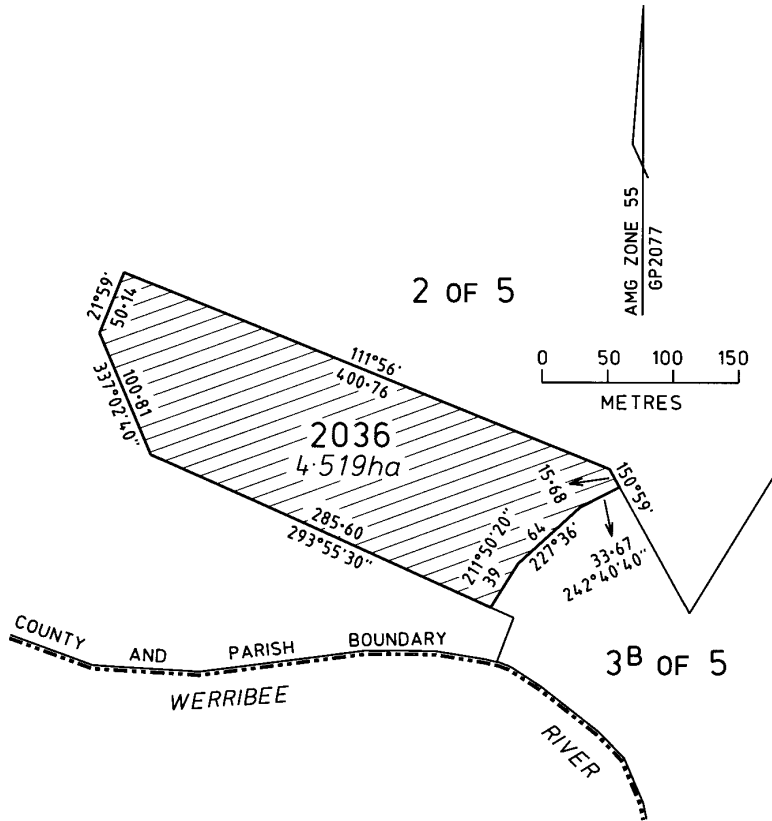 AMG ZONE 55
GP2077
2 OF 5
0 50 100 150
METRES
21°59'
50·14
111°56'
400·76
100·81
337°02'40"
2036
4·519ha
15·68
150°59'
285·60
293°55'30"
211°50'20"
39
64
227°36'
33·67
242°40'40"
COUNTY AND PARISH BOUNDARY
WERRIBEE
RIVER
3B OF 5